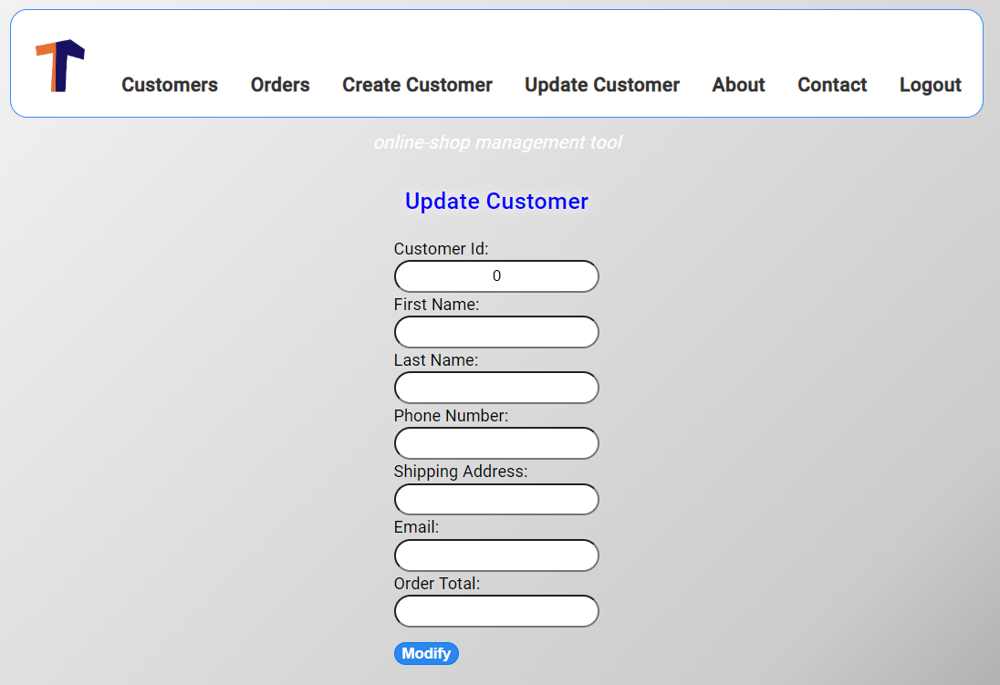 Customers Orders Create Customer Update Customer About Contact Logout
online-shop management tool
Update Customer
Customer Id:
0
First Name:
Last Name:
Phone Number:
Shipping Address:
Email:
Order Total:
Modify